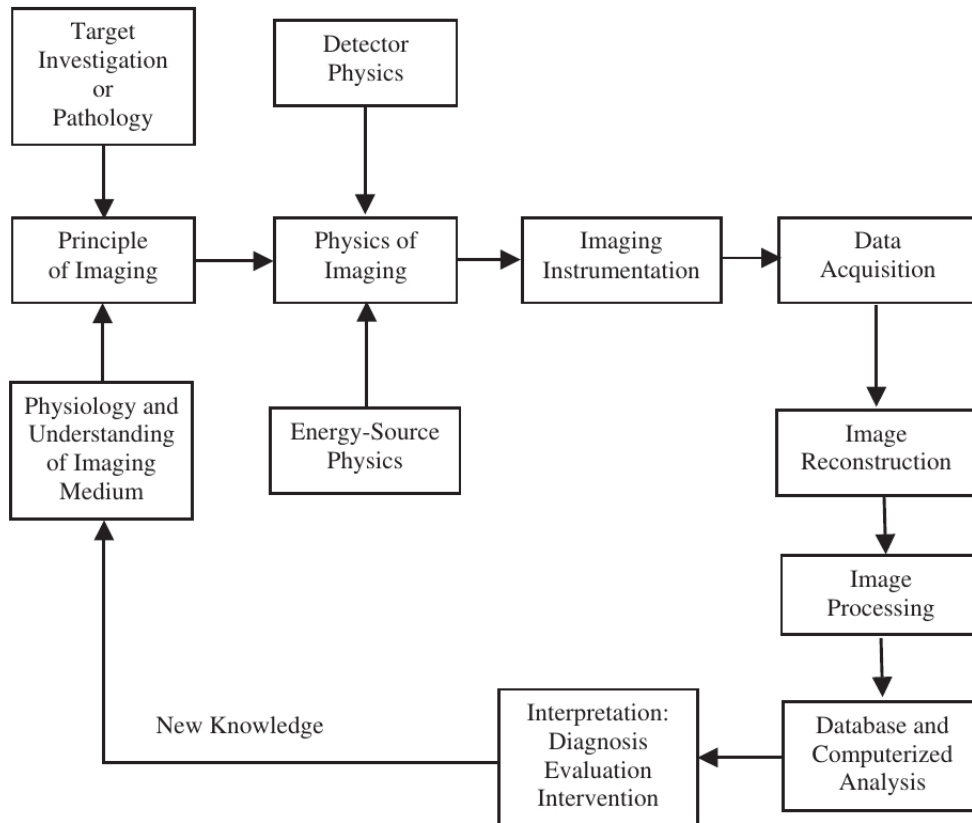 Target
Investigation
or
Pathology
Detector
Physics
Principle
of Imaging
Physics of
Imaging
Imaging
Instrumentation
Data
Acquisition
Physiology and
Understanding
of Imaging
Medium
Energy-Source
Physics
Image
Reconstruction
Image
Processing
Database and
Computerized
Analysis
Interpretation:
Diagnosis
Evaluation
Intervention
New Knowledge